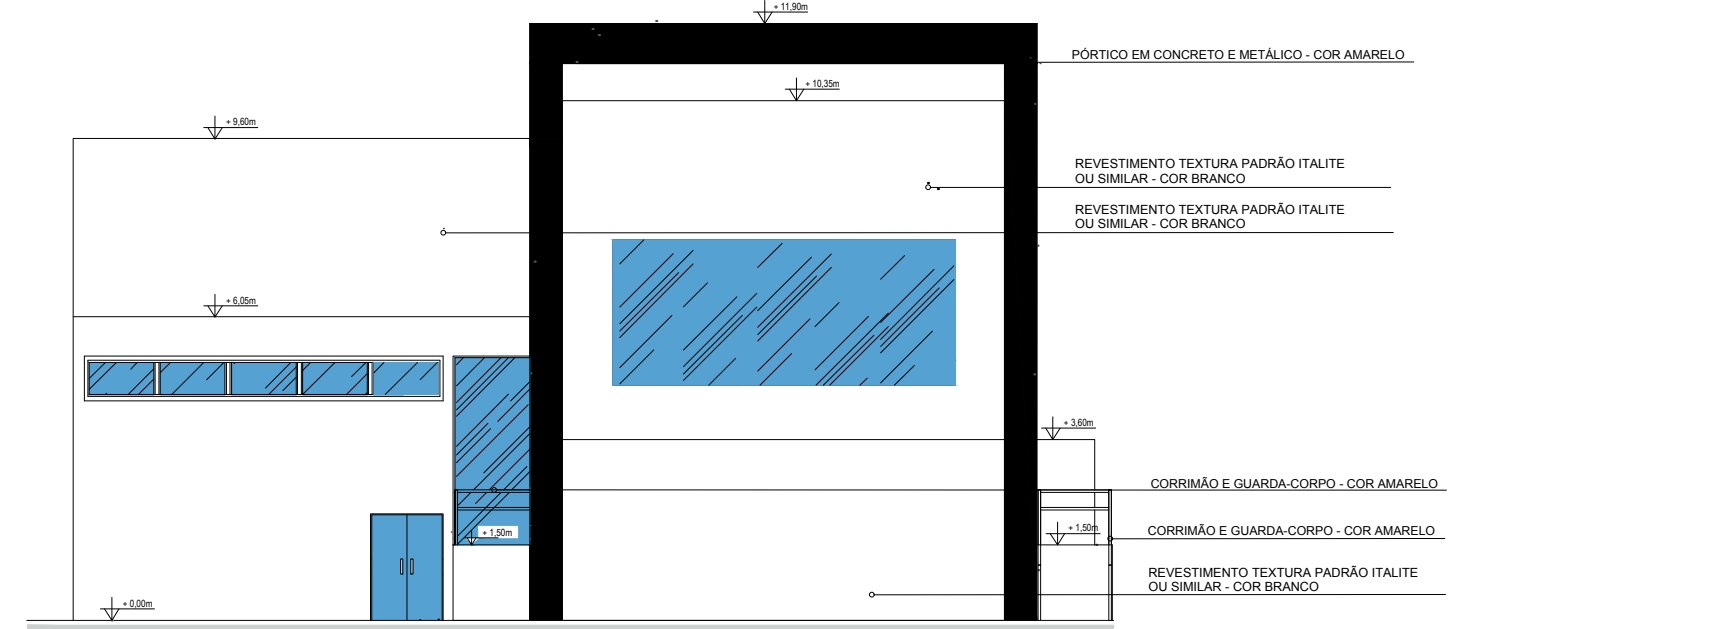 + 11,90m
PÓRTICO EM CONCRETO E METÁLICO - COR AMARELO
+ 10,35m
+ 9,60m
REVESTIMENTO TEXTURA PADRÃO ITALITE
OU SIMILAR - COR BRANCO
REVESTIMENTO TEXTURA PADRÃO ITALITE
OU SIMILAR - COR BRANCO
+ 6,05m
+ 3,60m
CORRIMÃO E GUARDA-CORPO - COR AMARELO
+ 1,50m
+ 1,50m
CORRIMÃO E GUARDA-CORPO - COR AMARELO
REVESTIMENTO TEXTURA PADRÃO ITALITE
OU SIMILAR - COR BRANCO
+ 0,00m